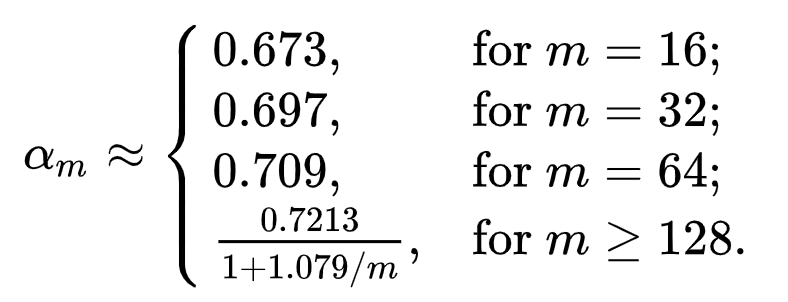 αₘ ≈ { 0.673, for m = 16;
0.697, for m = 32;
0.709, for m = 64;
0.7213/(1+1.079/m), for m ≥ 128.